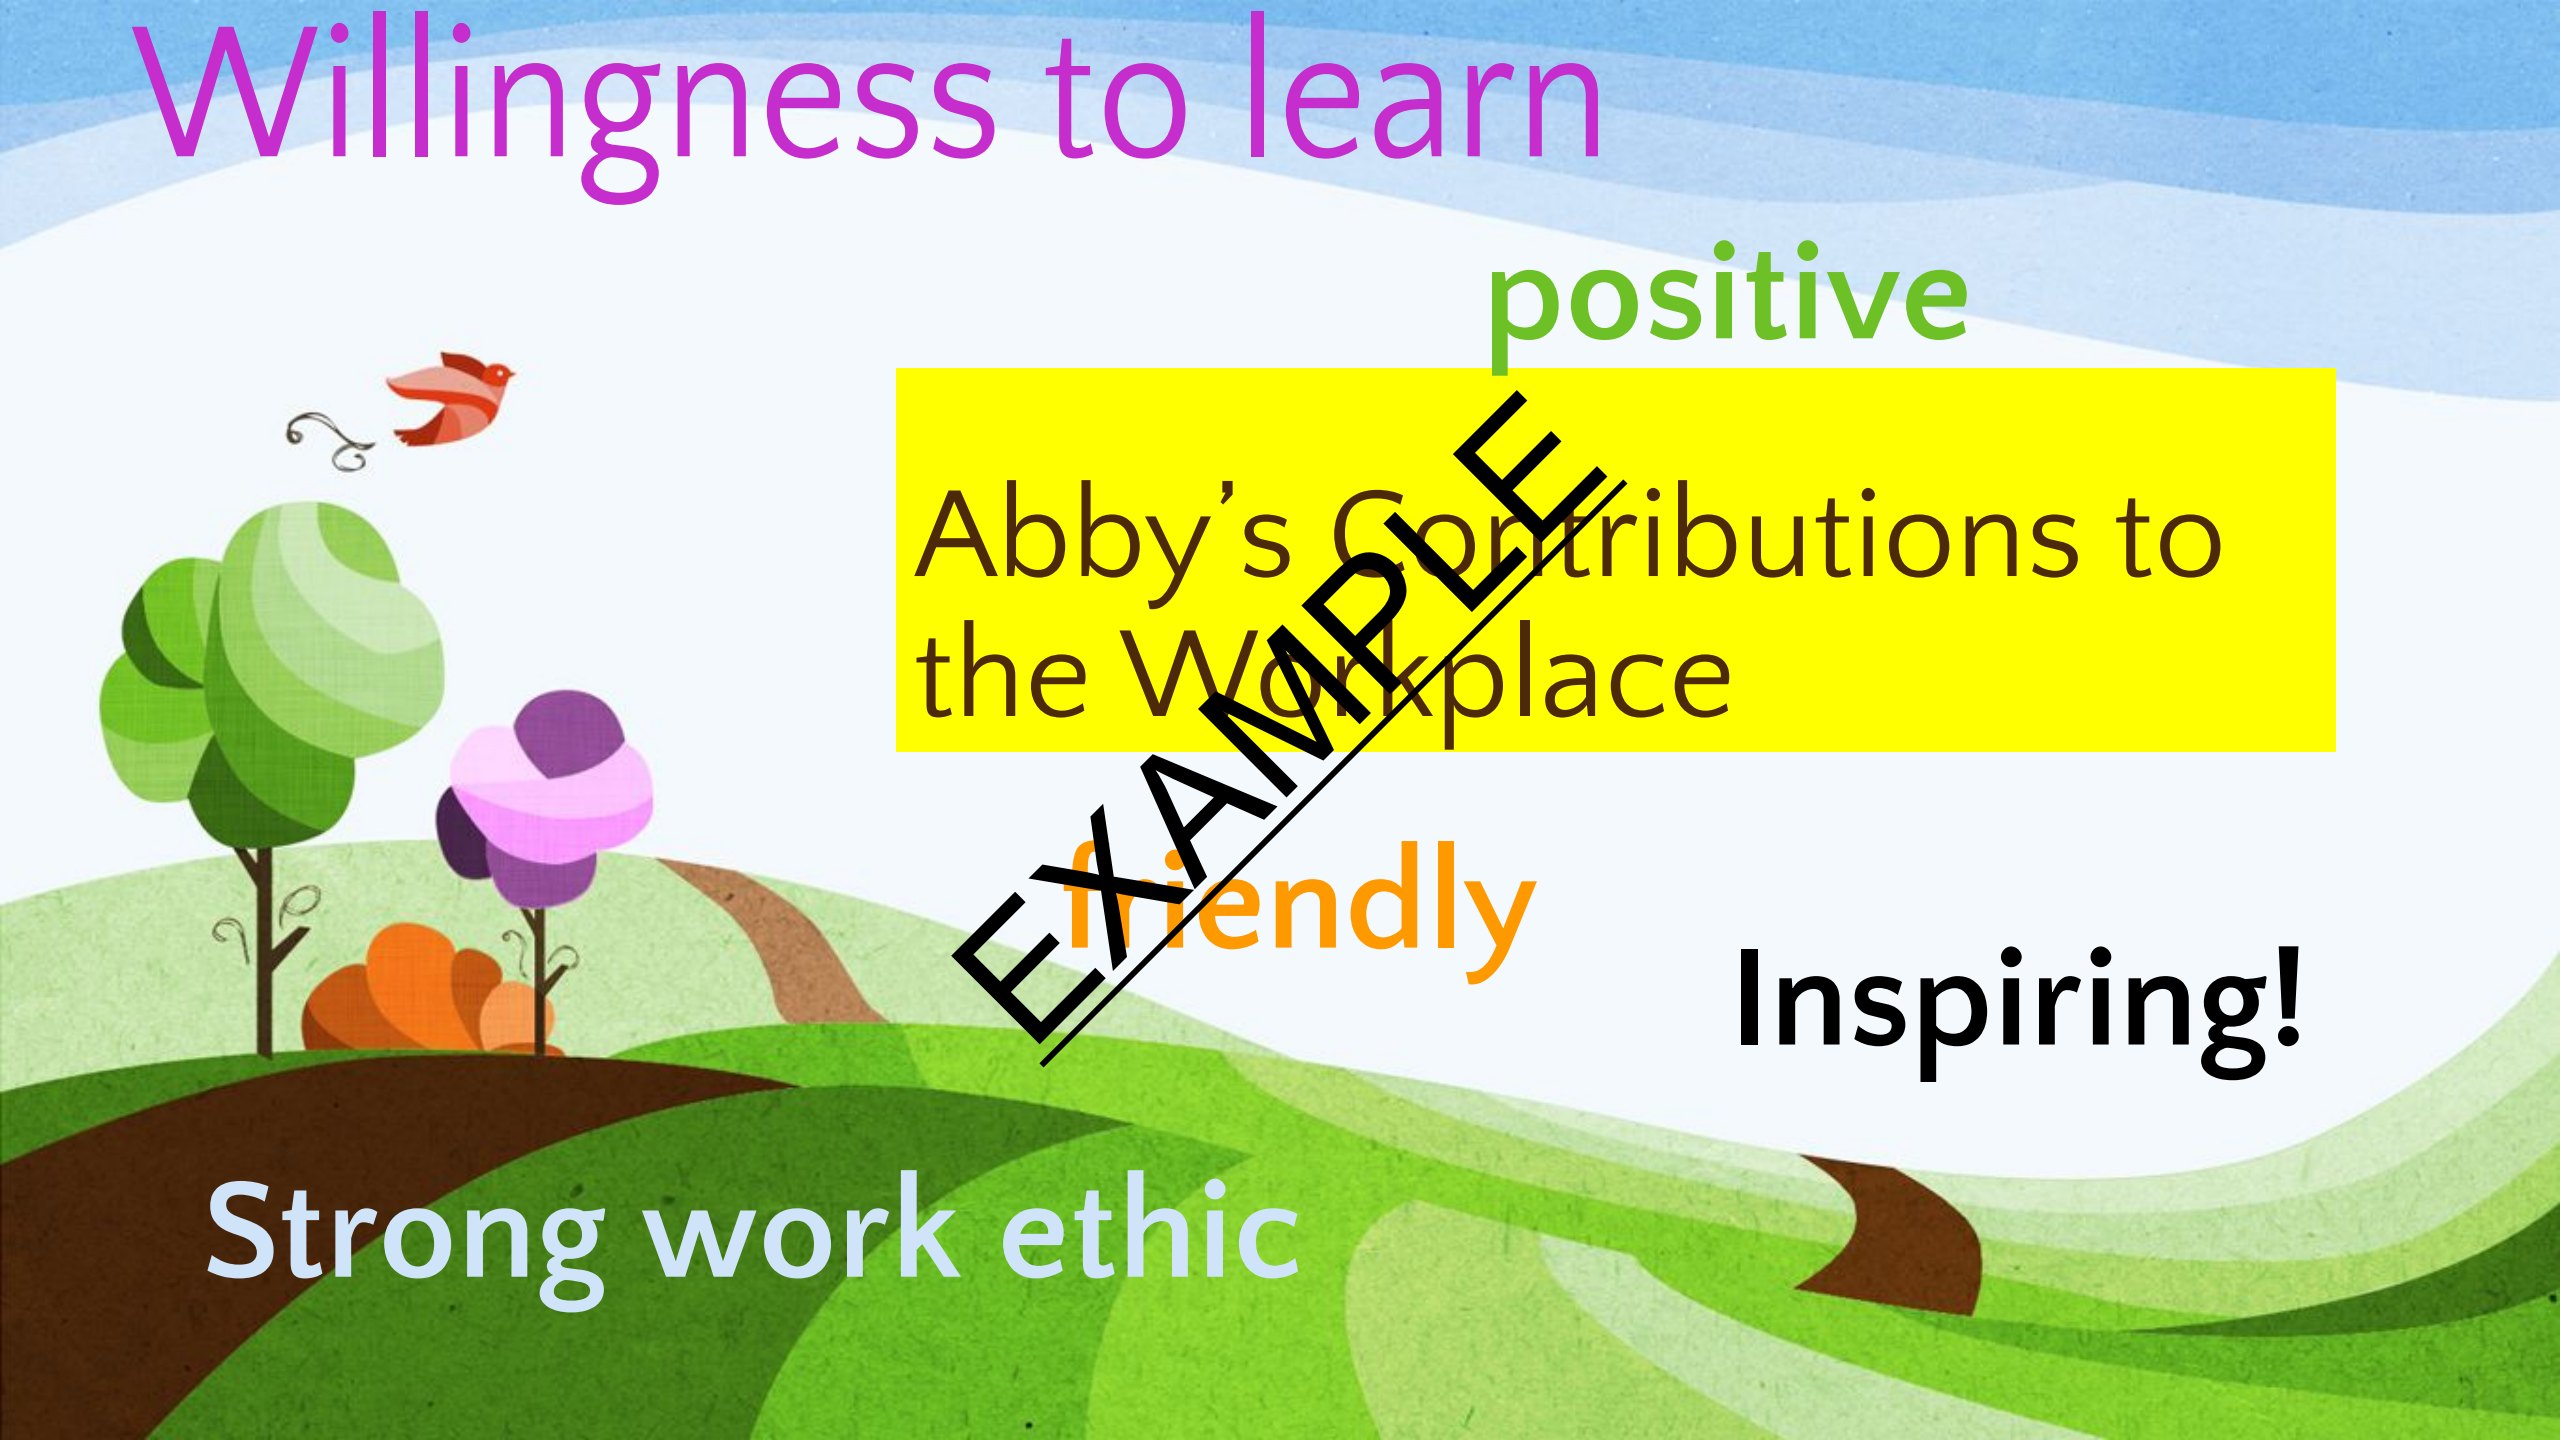 Willingness to learn
positive
Abby’s Contributions to
the Workplace
EXAMPLE
friendly
Inspiring!
Strong work ethic